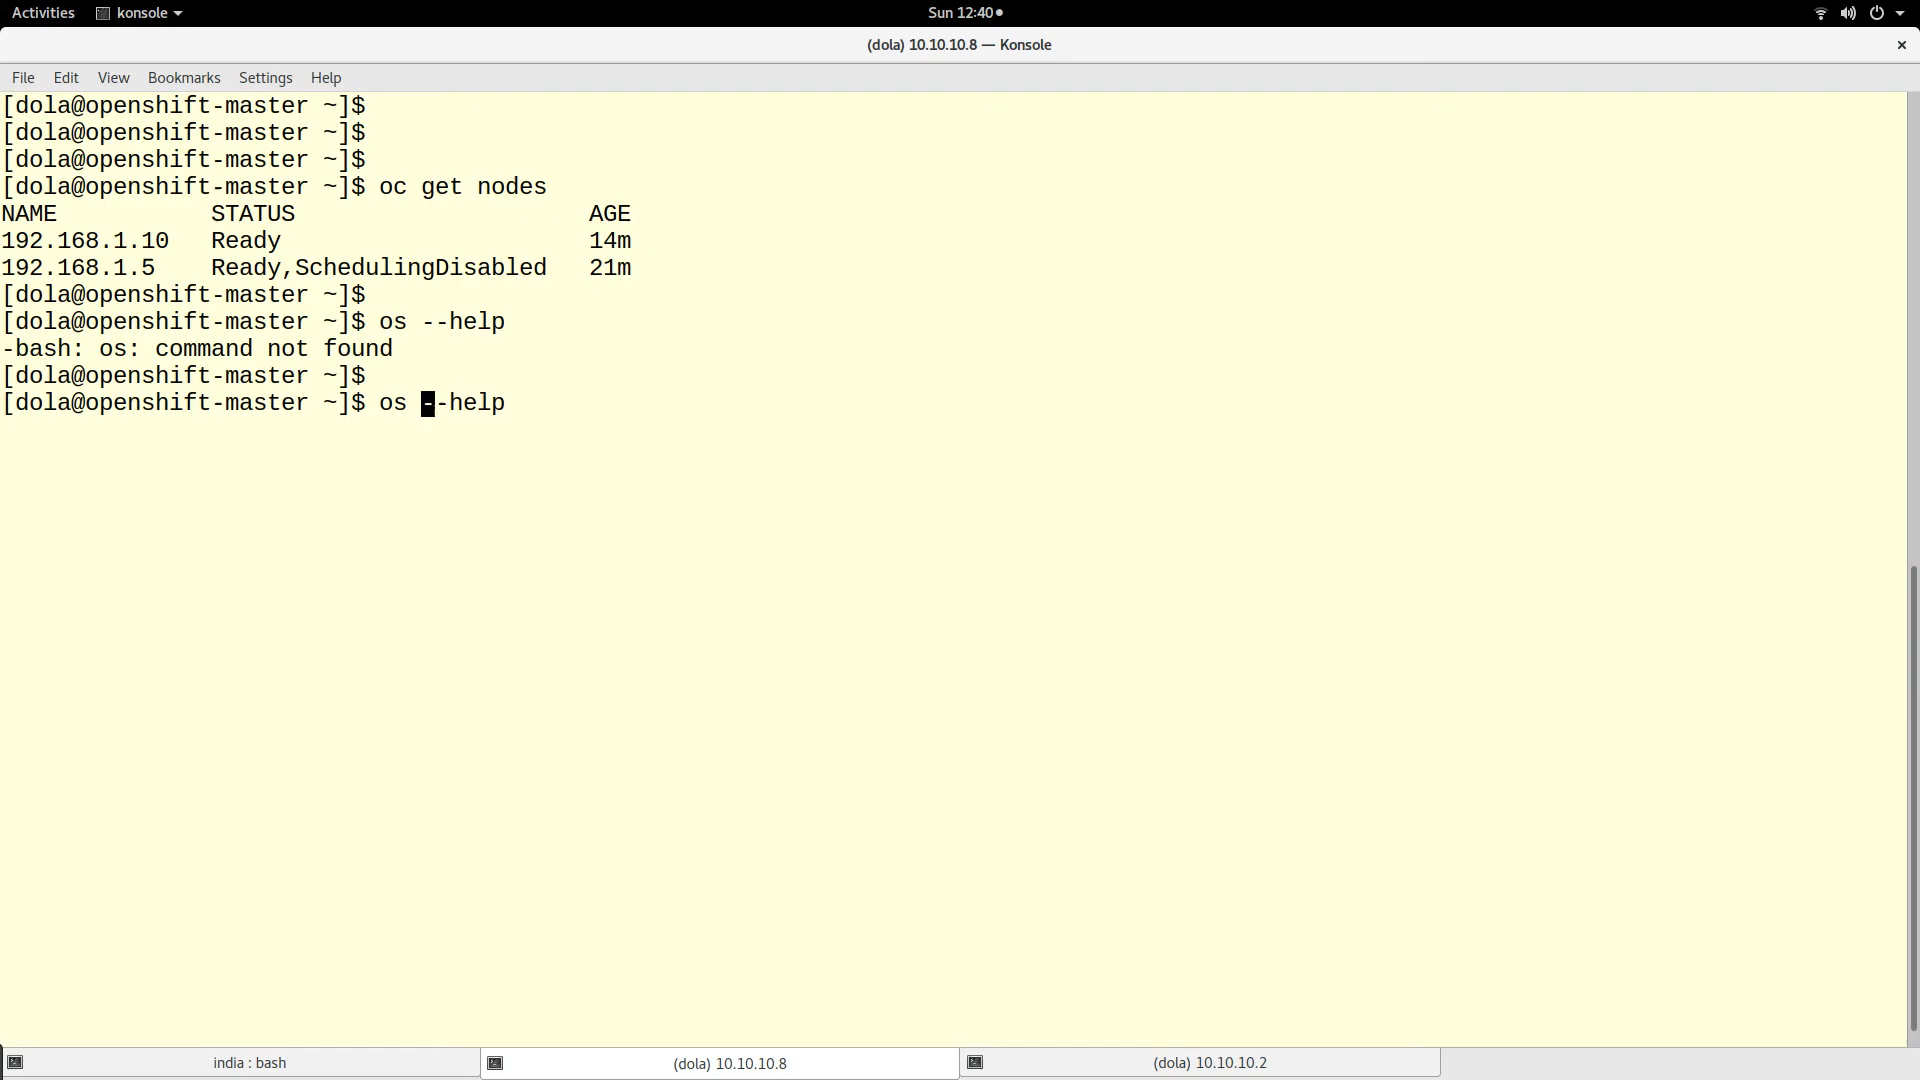 Activities konsole Sun 12:40
(dola) 10.10.10.8 — Konsole
File Edit View Bookmarks Settings Help
[dola@openshift-master ~]$
[dola@openshift-master ~]$
[dola@openshift-master ~]$
[dola@openshift-master ~]$ oc get nodes
NAME STATUS AGE
192.168.1.10 Ready 14m
192.168.1.5 Ready,SchedulingDisabled 21m
[dola@openshift-master ~]$
[dola@openshift-master ~]$ os --help
-bash: os: command not found
[dola@openshift-master ~]$
[dola@openshift-master ~]$ os --help
india : bash (dola) 10.10.10.8 (dola) 10.10.10.2